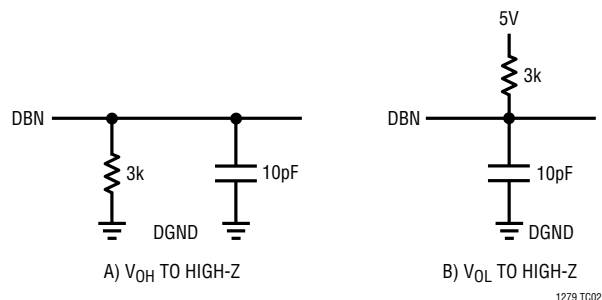 5V
3k
DBN
DBN
3k
10pF
10pF
DGND
DGND
A) VOH TO HIGH-Z
B) VOL TO HIGH-Z
1279 TC02